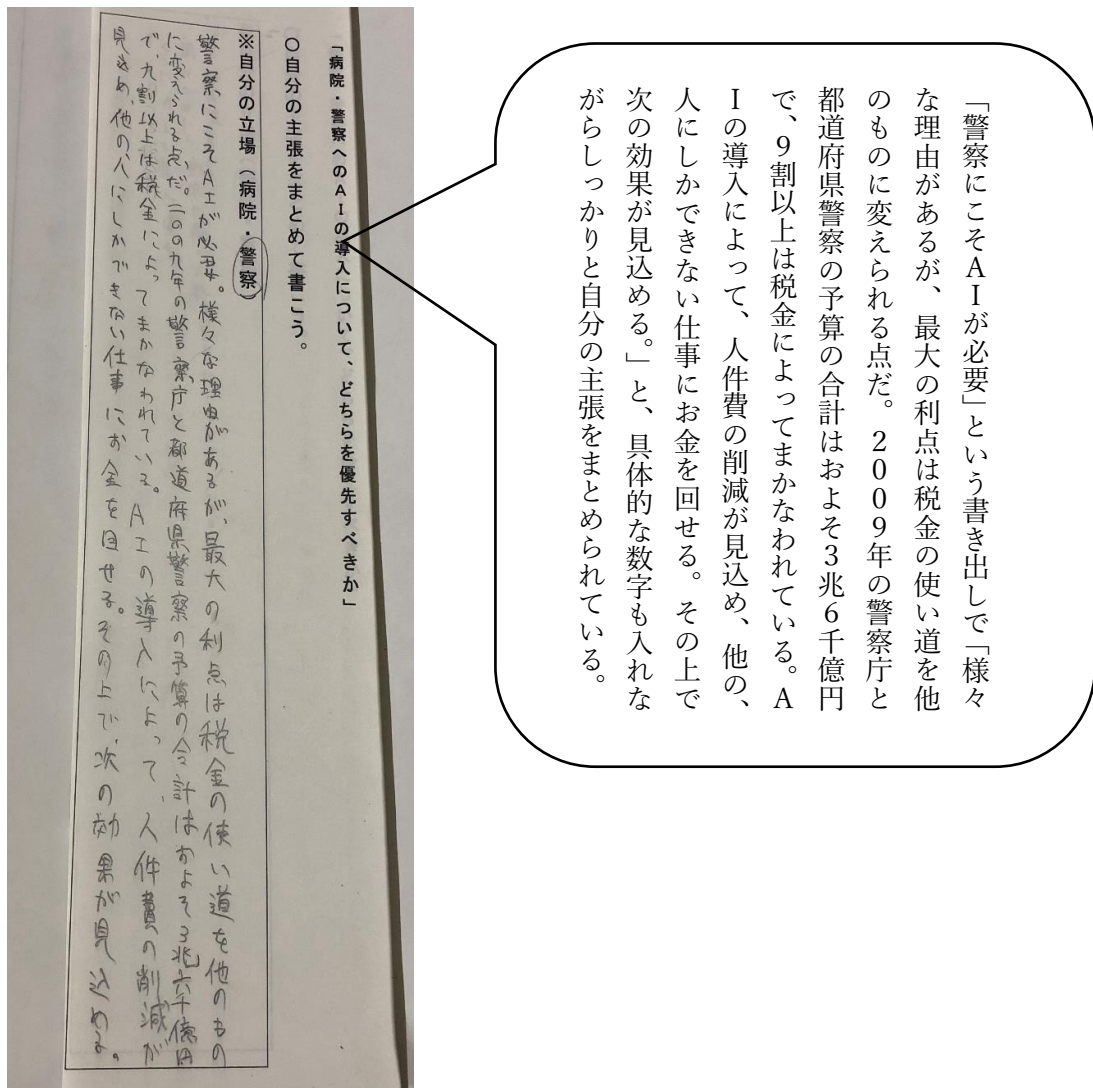 「警察にこそAIが必要」という書き出しで「様々
な理由があるが、最大の利点は税金の使い道を他
のものに変えられる点だ。2009年の警察庁と
都道府県警察の予算の合計はおよそ3兆6千億円
で、9割以上は税金によってまかなわれている。A
Iの導入によって、人件費の削減が見込め、他の、
人にしかできない仕事にお金を回せる。その上で
次の効果が見込める。」と、具体的な数字も入れな
がらしっかりと自分の主張をまとめられている。
「病院・警察へのAIの導入について、どちらを優先すべきか」
○自分の主張をまとめて書こう。
※自分の立場（病院・警察）
警察にこそAIが必要。様々な理由があるが、最大の利点は税金の使い道を他のもの
に変えられる点だ。二〇〇九年の警察庁と都道府県警察の予算の合計はおよそ3兆六千億円
で、九割以上は税金によってまかなわれている。AIの導入によって、人件費の削減が
見込め、他の人にしかできない仕事にお金を回せる。その上で、次の効果が見込める。